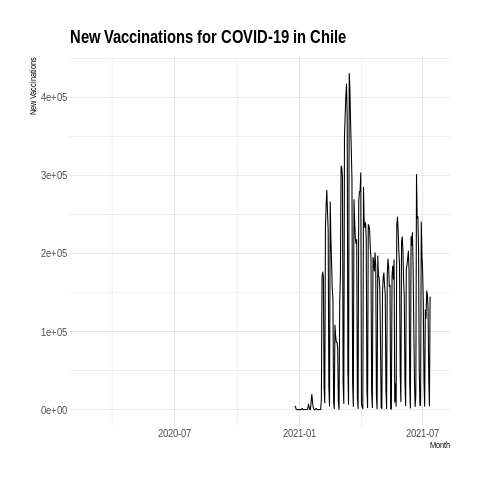 New Vaccinations for COVID-19 in Chile
New Vaccinations
4e+05
3e+05
2e+05
1e+05
0e+00
2020-07
2021-01
2021-07
Month